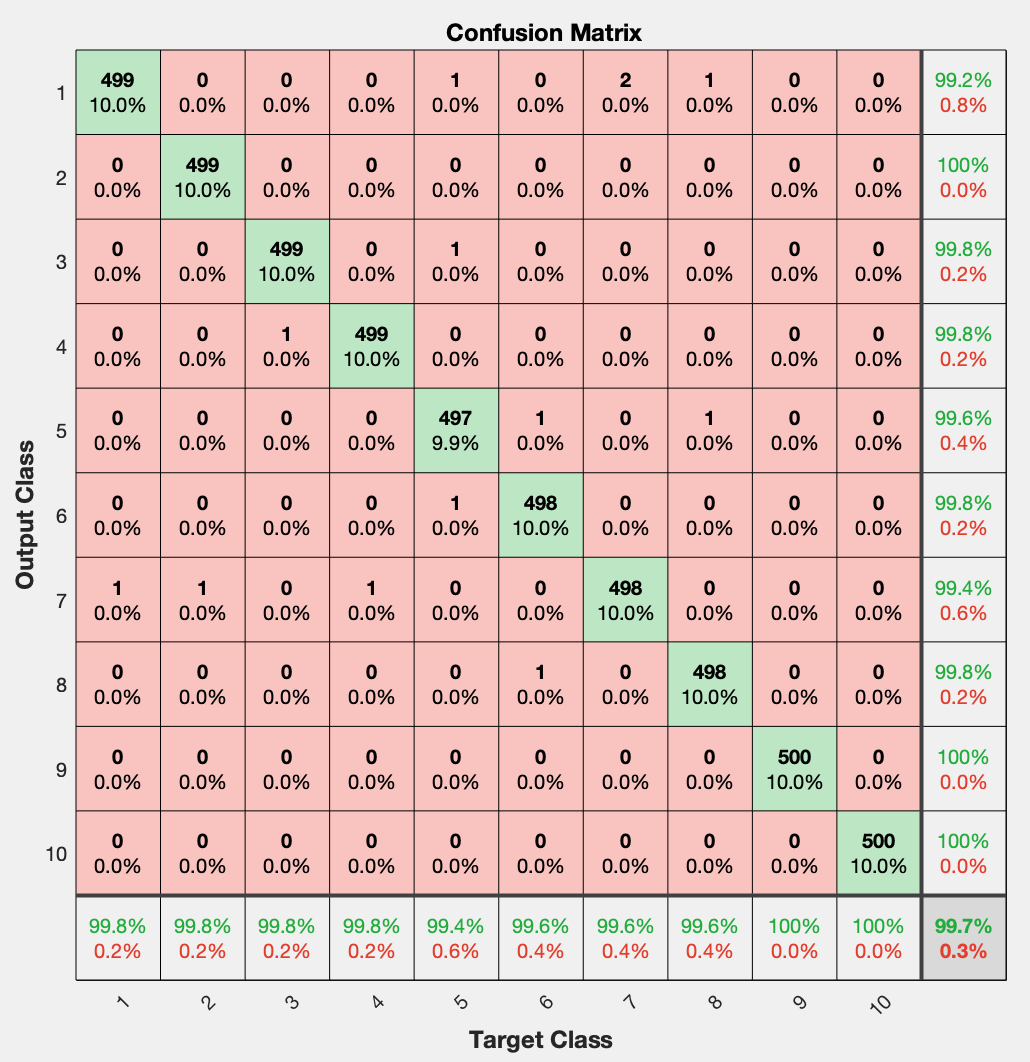 Confusion Matrix
499 0 0 0 1 0 2 1 0 0 99.2%
1
10.0% 0.0% 0.0% 0.0% 0.0% 0.0% 0.0% 0.0% 0.0% 0.0% 0.8%
0 499 0 0 0 0 0 0 0 0 100%
2
0.0% 10.0% 0.0% 0.0% 0.0% 0.0% 0.0% 0.0% 0.0% 0.0% 0.0%
0 0 499 0 1 0 0 0 0 0 99.8%
3
0.0% 0.0% 10.0% 0.0% 0.0% 0.0% 0.0% 0.0% 0.0% 0.0% 0.2%
0 0 1 499 0 0 0 0 0 0 99.8%
4
0.0% 0.0% 0.0% 10.0% 0.0% 0.0% 0.0% 0.0% 0.0% 0.0% 0.2%
0 0 0 0 497 1 0 1 0 0 99.6%
5
0.0% 0.0% 0.0% 0.0% 9.9% 0.0% 0.0% 0.0% 0.0% 0.0% 0.4%
0 0 0 0 1 498 0 0 0 0 99.8%
6
0.0% 0.0% 0.0% 0.0% 0.0% 10.0% 0.0% 0.0% 0.0% 0.0% 0.2%
1 1 0 1 0 0 498 0 0 0 99.4%
7
0.0% 0.0% 0.0% 0.0% 0.0% 0.0% 10.0% 0.0% 0.0% 0.0% 0.6%
0 0 0 0 0 1 0 498 0 0 99.8%
8
0.0% 0.0% 0.0% 0.0% 0.0% 0.0% 0.0% 10.0% 0.0% 0.0% 0.2%
0 0 0 0 0 0 0 0 500 0 100%
9
0.0% 0.0% 0.0% 0.0% 0.0% 0.0% 0.0% 0.0% 10.0% 0.0% 0.0%
0 0 0 0 0 0 0 0 0 500 100%
10
0.0% 0.0% 0.0% 0.0% 0.0% 0.0% 0.0% 0.0% 0.0% 10.0% 0.0%
99.8% 99.8% 99.8% 99.8% 99.4% 99.6% 99.6% 99.6% 100% 100% 99.7%
0.2% 0.2% 0.2% 0.2% 0.6% 0.4% 0.4% 0.4% 0.0% 0.0% 0.3%
1 2 3 4 5 6 7 8 9 10
Target Class
Output Class